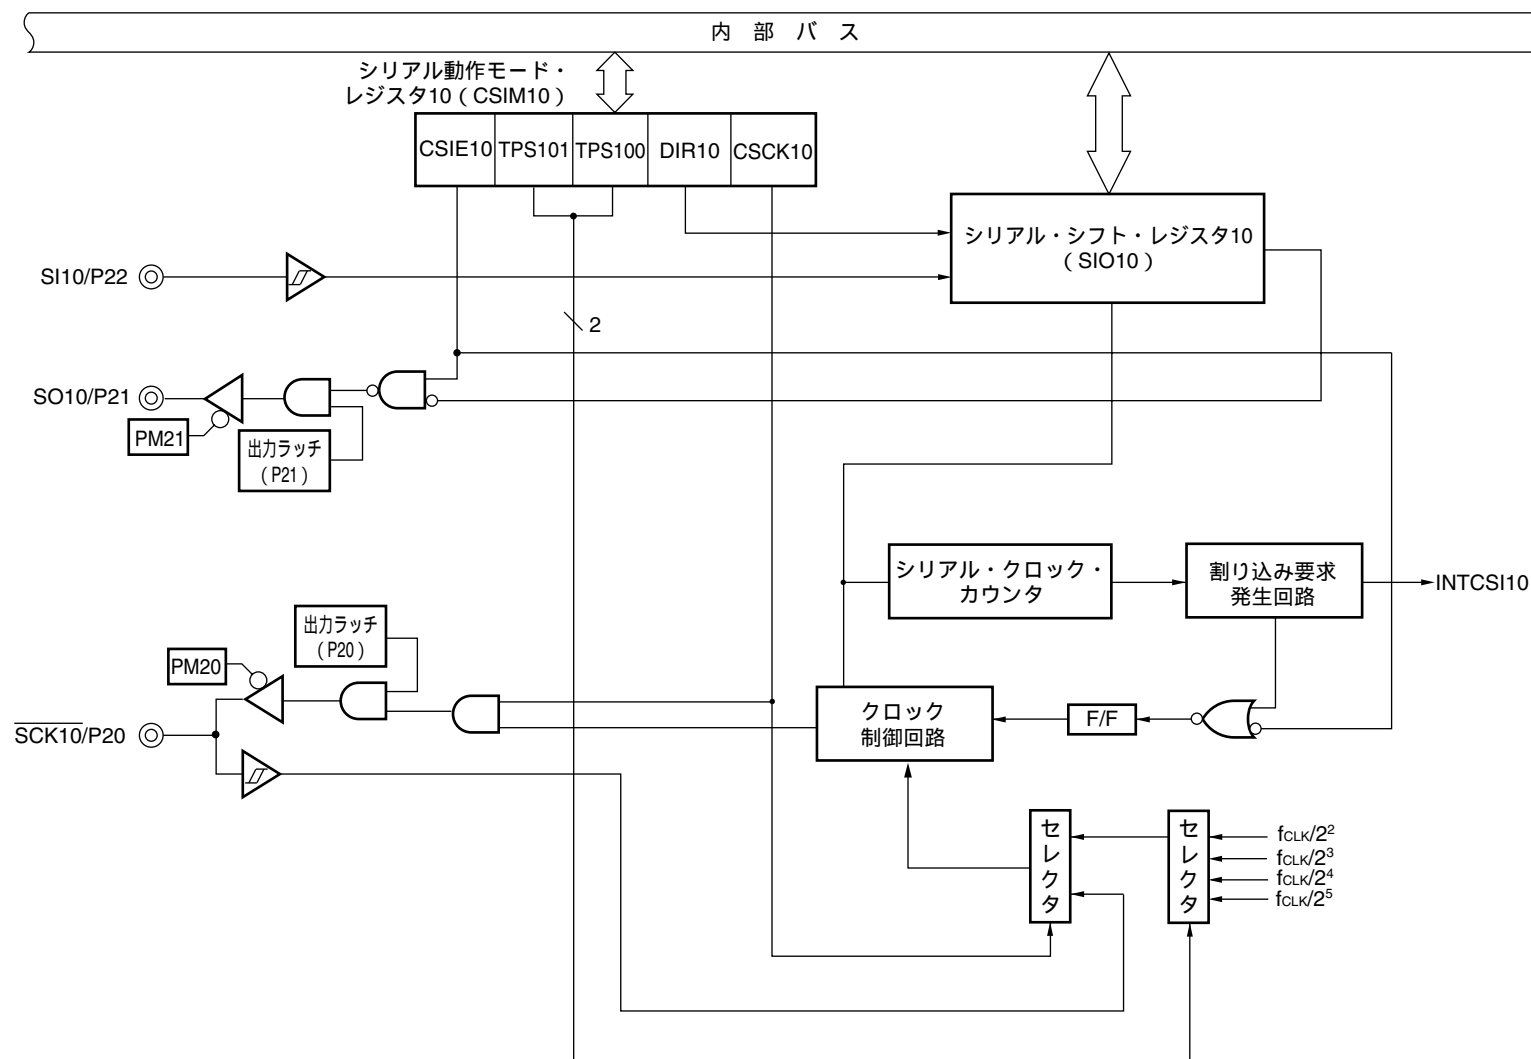 内 部 バ ス
シリアル動作モード・
レジスタ10（CSIM10）
CSIE10 TPS101 TPS100 DIR10 CSCK10
シリアル・シフト・レジスタ10
（SIO10）
SI10/P22
2
SO10/P21
PM21
出力ラッチ
（P21）
シリアル・クロック・
カウンタ
割り込み要求
発生回路
INTCSI10
出力ラッチ
（P20）
PM20
SCK10/P20
クロック
制御回路
F/F
セレクタ
セレクタ
fCLK/2²
fCLK/2³
fCLK/2⁴
fCLK/2⁵